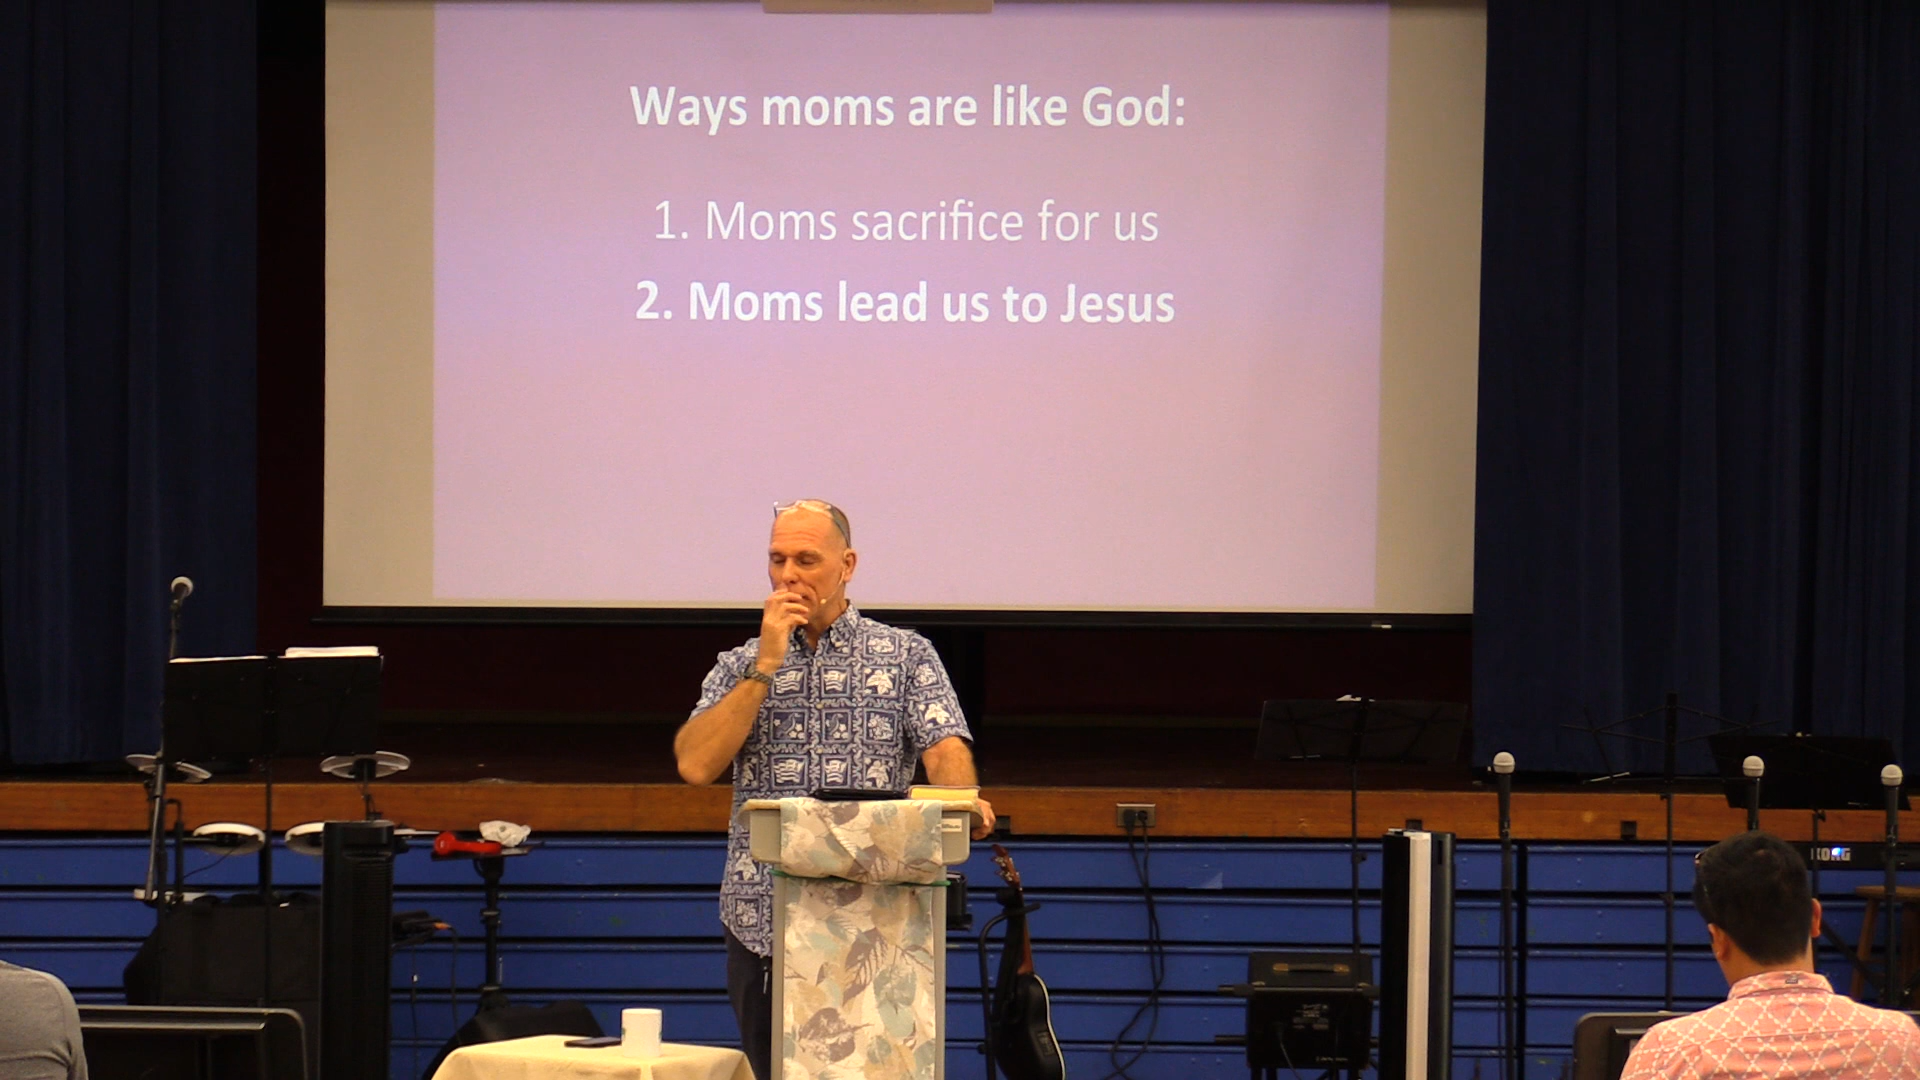 Ways moms are like God:
1. Moms sacrifice for us
2. Moms lead us to Jesus
KORG